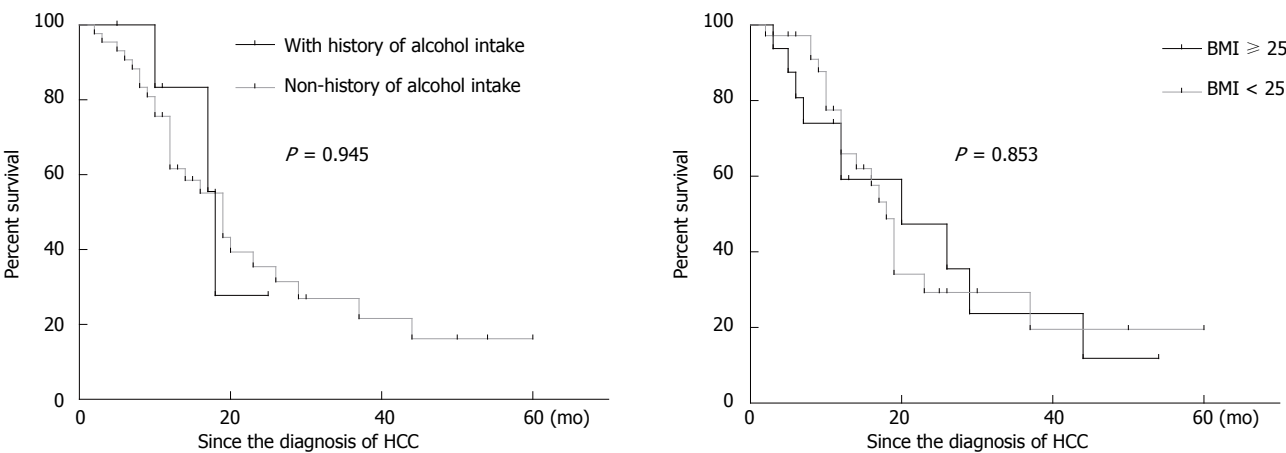 100
80
60
40
20
0
Percent survival
With history of alcohol intake
Non-history of alcohol intake
P = 0.945
0 20 40 60 (mo)
Since the diagnosis of HCC
100
80
60
40
20
0
Percent survival
BMI ⩾ 25
BMI < 25
P = 0.853
0 20 40 60 (mo)
Since the diagnosis of HCC